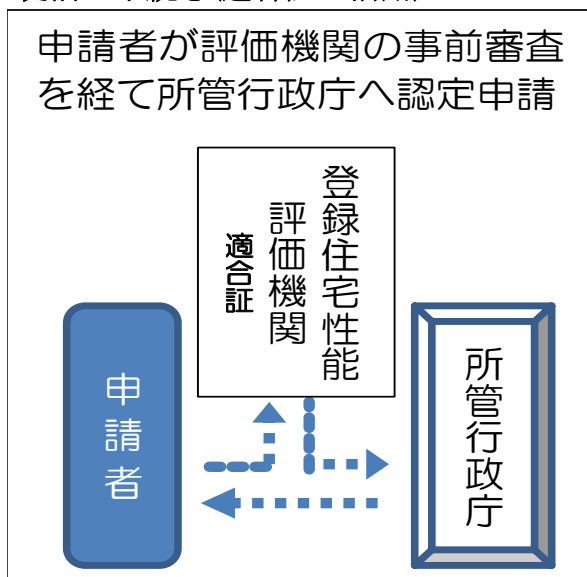 申請者が評価機関の事前審査
を経て所管行政庁へ認定申請
登録住宅性能
評価機関
適合証
申請者
所管行政庁